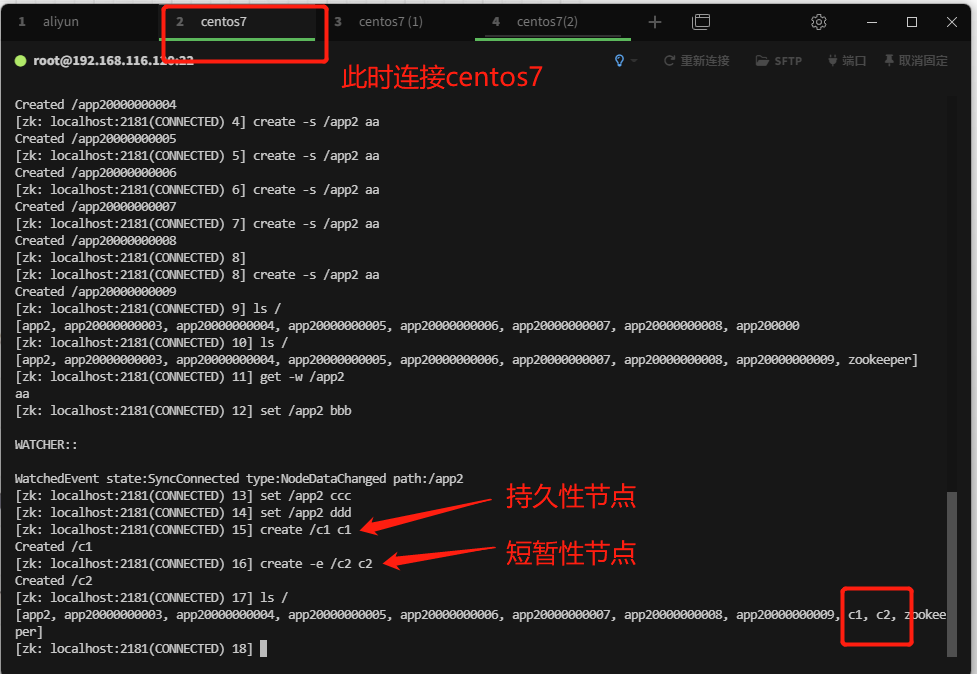 1 aliyun 2 centos7 3 centos7 (1) 4 centos7(2)
root@192.168.116.120:22 重新连接 SFTP 端口 取消固定
此时连接centos7
Created /app20000000004
[zk: localhost:2181(CONNECTED) 4] create -s /app2 aa
Created /app20000000005
[zk: localhost:2181(CONNECTED) 5] create -s /app2 aa
Created /app20000000006
[zk: localhost:2181(CONNECTED) 6] create -s /app2 aa
Created /app20000000007
[zk: localhost:2181(CONNECTED) 7] create -s /app2 aa
Created /app20000000008
[zk: localhost:2181(CONNECTED) 8]
[zk: localhost:2181(CONNECTED) 8] create -s /app2 aa
Created /app20000000009
[zk: localhost:2181(CONNECTED) 9] ls /
[app2, app20000000003, app20000000004, app20000000005, app20000000006, app20000000007, app20000000008, app200000
[zk: localhost:2181(CONNECTED) 10] ls /
[app2, app20000000003, app20000000004, app20000000005, app20000000006, app20000000007, app20000000008, app20000000009, zookeeper]
[zk: localhost:2181(CONNECTED) 11] get -w /app2
aa
[zk: localhost:2181(CONNECTED) 12] set /app2 bbb
WATCHER::
WatchedEvent state:SyncConnected type:NodeDataChanged path:/app2
[zk: localhost:2181(CONNECTED) 13] set /app2 ccc
持久性节点
[zk: localhost:2181(CONNECTED) 14] set /app2 ddd
[zk: localhost:2181(CONNECTED) 15] create /c1 c1
Created /c1
短暂性节点
[zk: localhost:2181(CONNECTED) 16] create -e /c2 c2
Created /c2
[zk: localhost:2181(CONNECTED) 17] ls /
[app2, app20000000003, app20000000004, app20000000005, app20000000006, app20000000007, app20000000008, app20000000009, c1, c2, zookee
per]
[zk: localhost:2181(CONNECTED) 18]